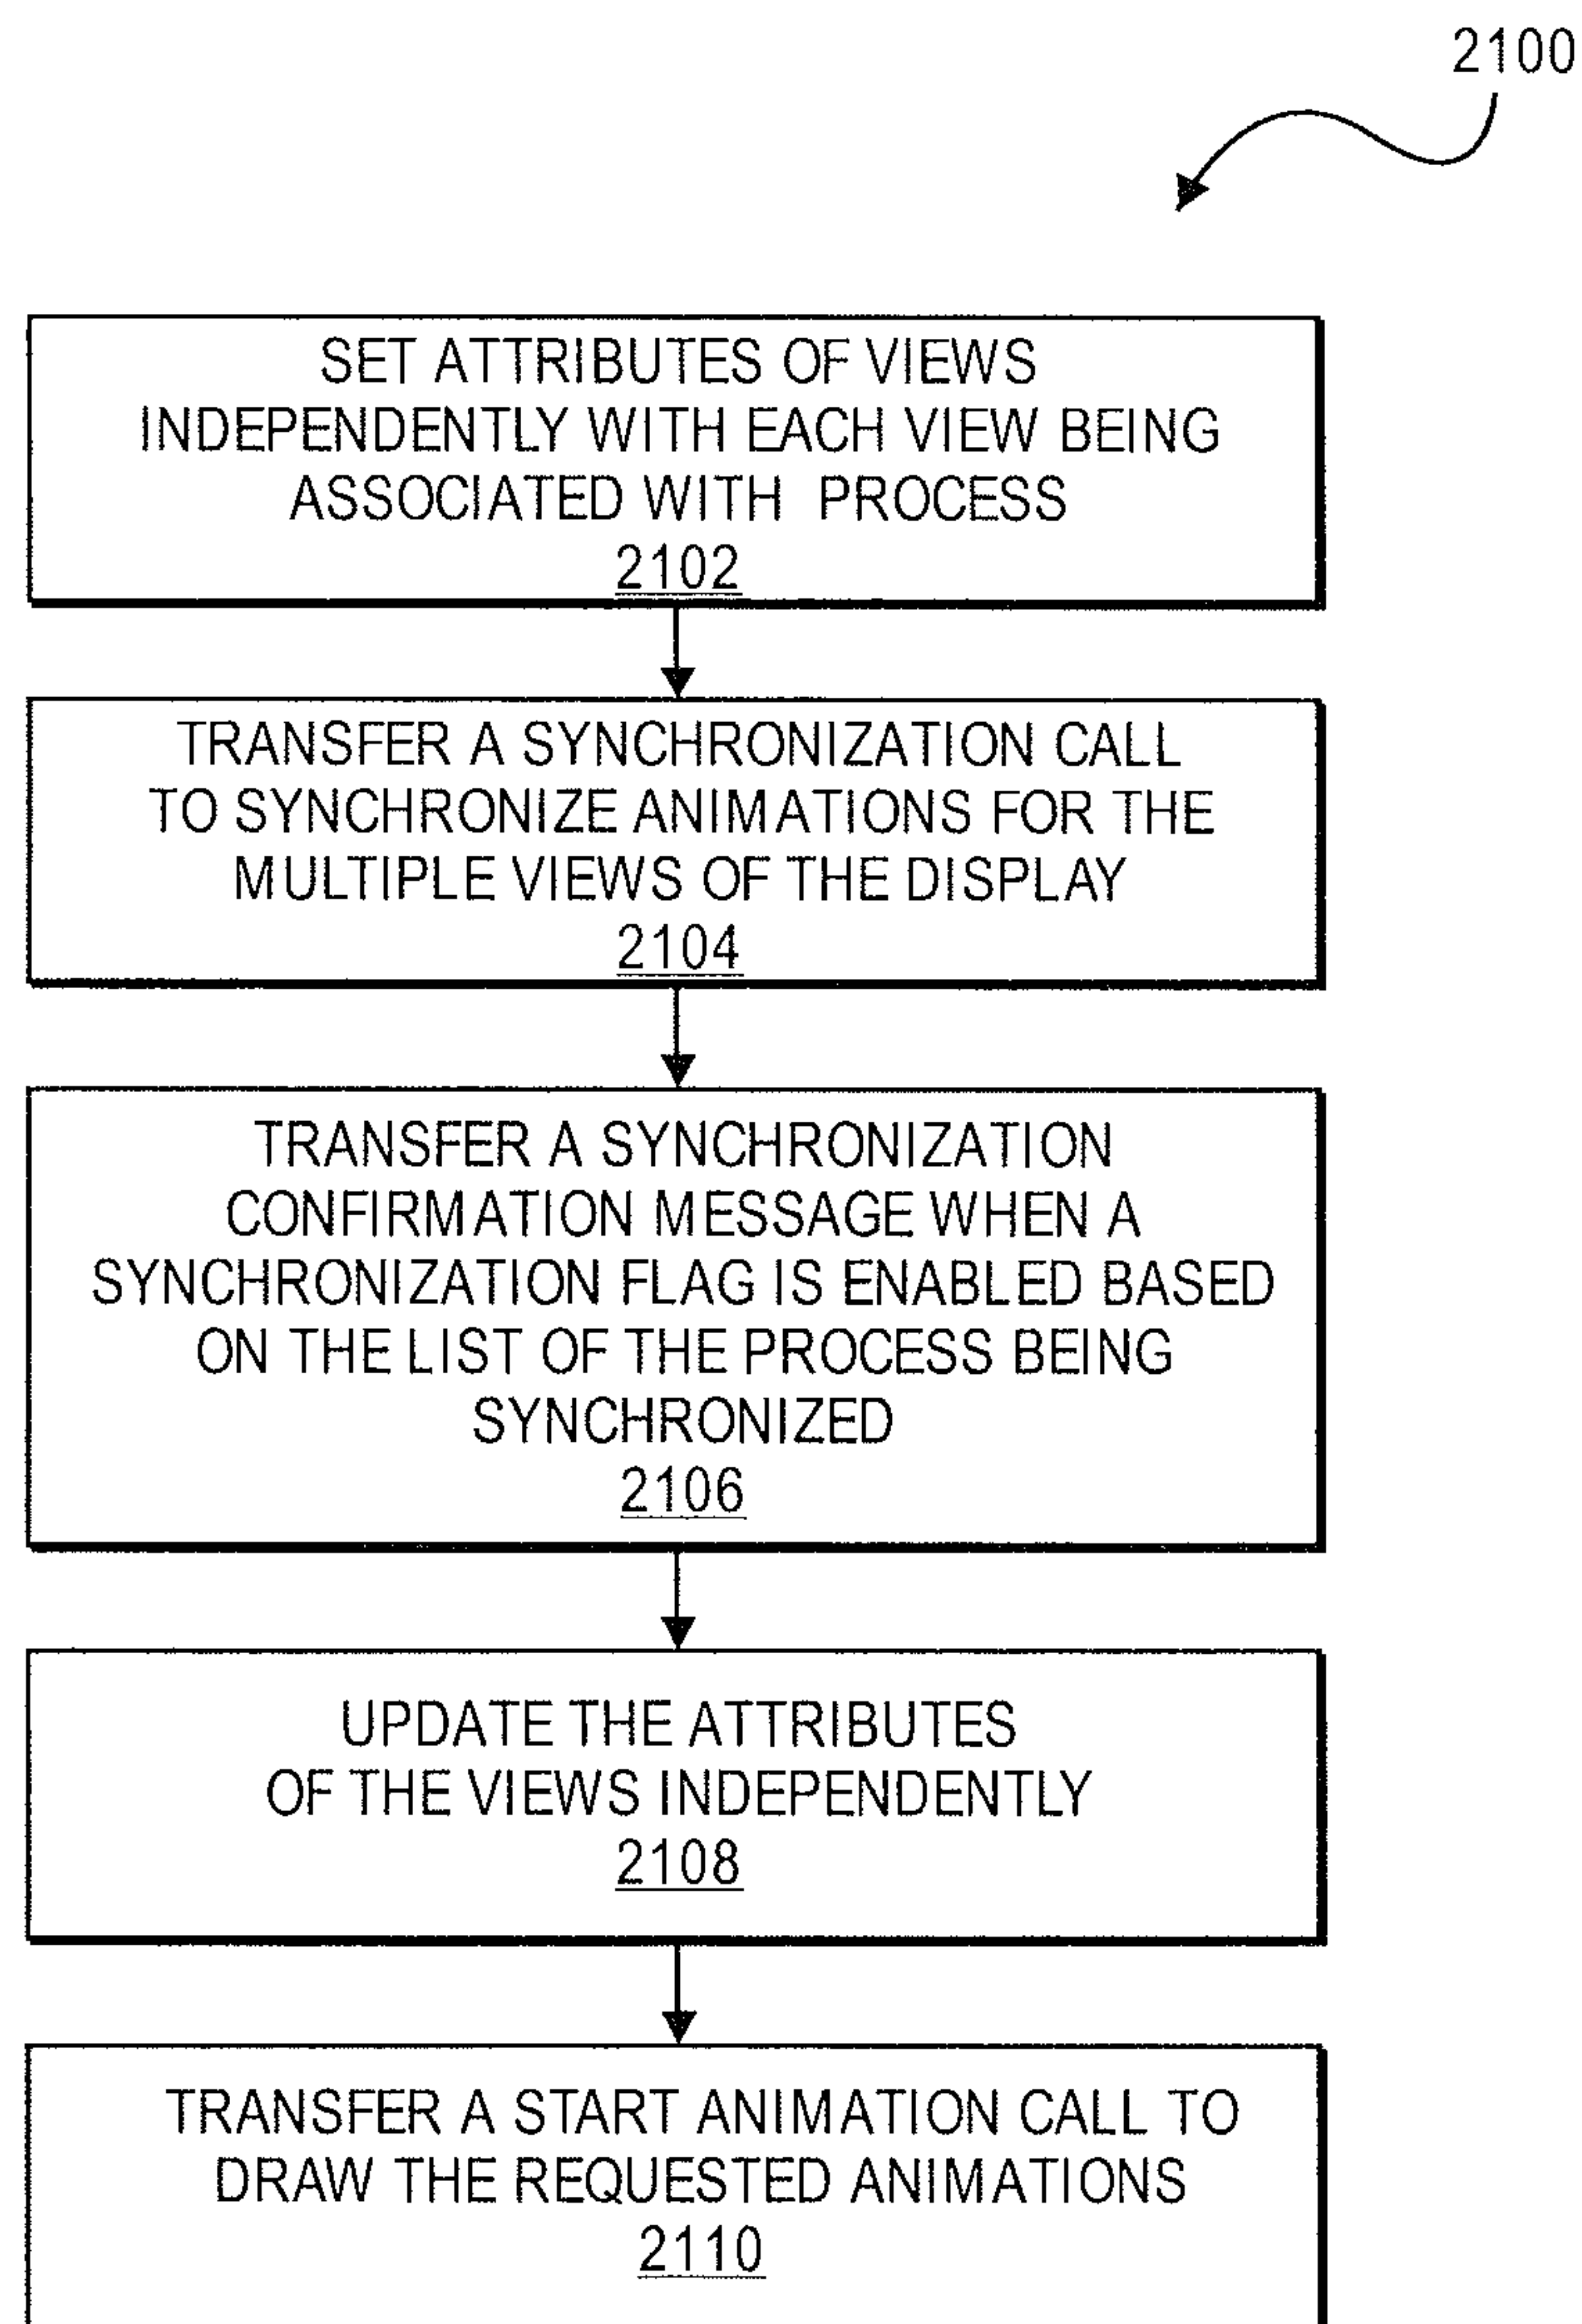 2100
SET ATTRIBUTES OF VIEWS
INDEPENDENTLY WITH EACH VIEW BEING
ASSOCIATED WITH PROCESS
2102
TRANSFER A SYNCHRONIZATION CALL
TO SYNCHRONIZE ANIMATIONS FOR THE
MULTIPLE VIEWS OF THE DISPLAY
2104
TRANSFER A SYNCHRONIZATION
CONFIRMATION MESSAGE WHEN A
SYNCHRONIZATION FLAG IS ENABLED BASED
ON THE LIST OF THE PROCESS BEING
SYNCHRONIZED
2106
UPDATE THE ATTRIBUTES
OF THE VIEWS INDEPENDENTLY
2108
TRANSFER A START ANIMATION CALL TO
DRAW THE REQUESTED ANIMATIONS
2110